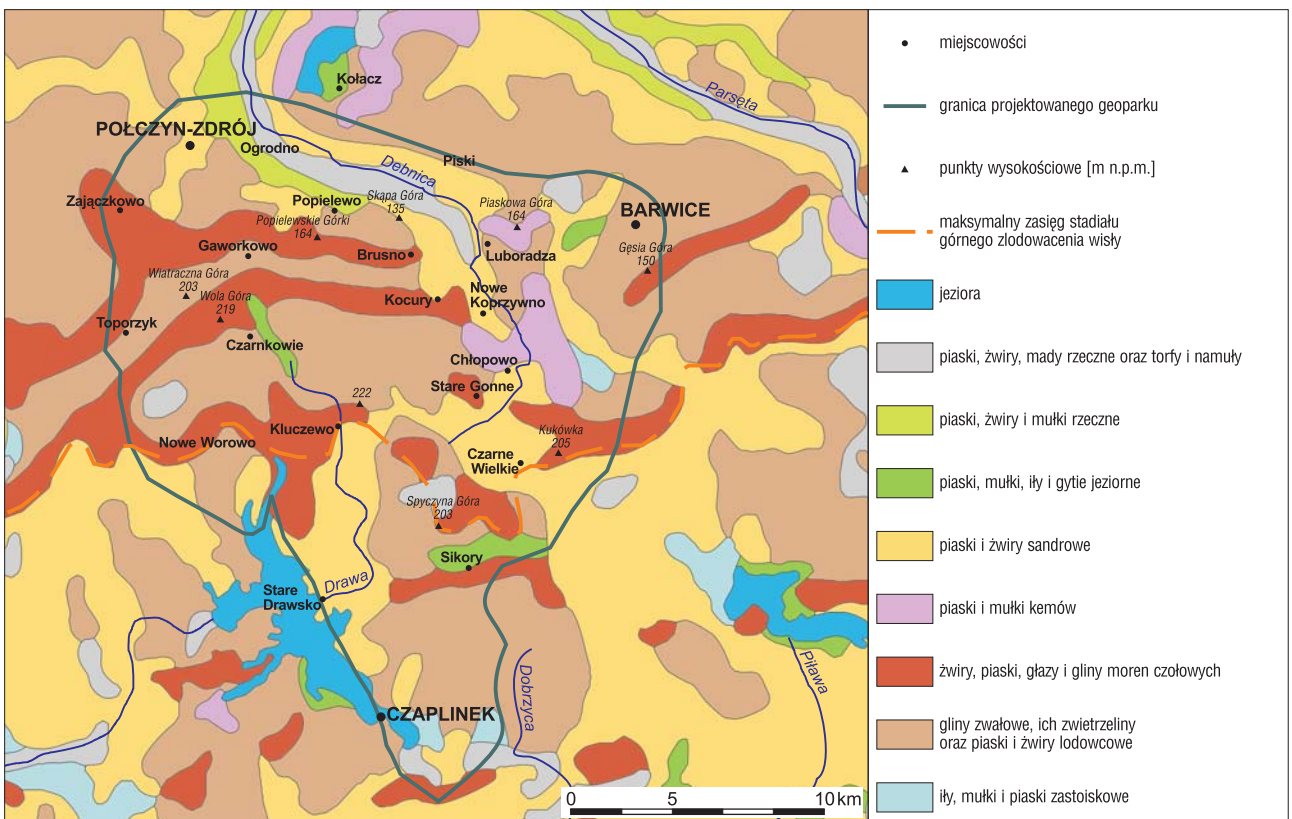 Kołacz
Parsęta
POŁCZYN-ZDRÓJ
Ogrodno
Dębnica
Piski
Zajączkowo
Popielewo
Skąpa Góra
135
Piaskowa Góra
164
BARWICE
Popielewskie Górki
164
Gaworkowo
Brusno
Luboradza
Gęsia Góra
150
Wiatraczna Góra
203
Wola Góra
219
Kocury
Nowe
Koprzywno
Toporzyk
Czarnkowie
Chłopowo
Stare Gonne
222
Kluczewo
Nowe Worowo
Kukówka
205
Czarne
Wielkie
Spyczyna Góra
203
Sikory
Stare
Drawsko
Drawa
Dobrzyca
Piława
CZAPLINEK
0 5 10 km
miejscowości
granica projektowanego geoparku
punkty wysokościowe [m n.p.m.]
maksymalny zasięg stadiału
górnego zlodowacenia wisły
jeziora
piaski, żwiry, mady rzeczne oraz torfy i namuły
piaski, żwiry i mułki rzeczne
piaski, mułki, iły i gytie jeziorne
piaski i żwiry sandrowe
piaski i mułki kemów
żwiry, piaski, głazy i gliny moren czołowych
gliny zwałowe, ich zwietrzeliny
oraz piaski i żwiry lodowcowe
iły, mułki i piaski zastoiskowe